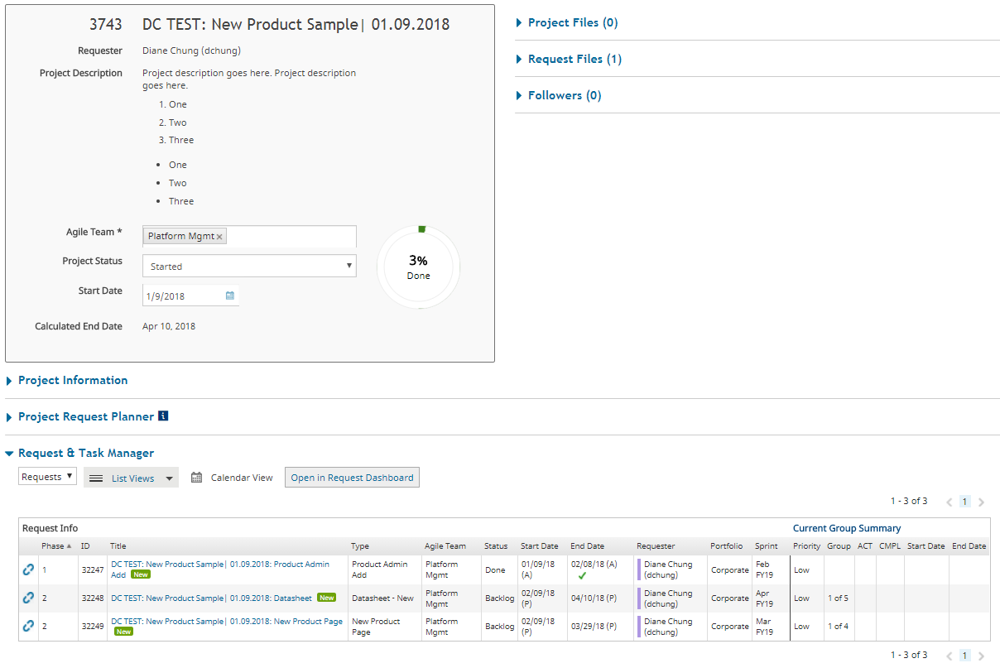 3743 DC TEST: New Product Sample| 01.09.2018
Requester Diane Chung (dchung)
Project Description Project description goes here. Project description
goes here.
1. One
2. Two
3. Three
• One
• Two
• Three
Agile Team * Platform Mgmt ×
Project Status Started
Start Date 1/9/2018
Calculated End Date Apr 10, 2018
3%
Done
Project Files (0)
Request Files (1)
Followers (0)
Project Information
Project Request Planner i
Request & Task Manager
Requests List Views Calendar View Open in Request Dashboard
1 - 3 of 3 1
Request Info Current Group Summary
Phase ID Title Type Agile Team Status Start Date End Date Requester Portfolio Sprint Priority Group ACT CMPL Start Date End Date
1 32247 DC TEST: New Product Sample| 01.09.2018: Product Admin Add New Product Admin Add Platform Mgmt Done 01/09/18 (A) 02/08/18 (A) Diane Chung (dchung) Corporate Feb FY19 Low
2 32248 DC TEST: New Product Sample| 01.09.2018: Datasheet New Datasheet - New Platform Mgmt Backlog 02/09/18 (P) 04/10/18 (P) Diane Chung (dchung) Corporate Apr FY19 Low 1 of 5
2 32249 DC TEST: New Product Sample| 01.09.2018: New Product Page New New Product Page Platform Mgmt Backlog 02/09/18 (P) 03/29/18 (P) Diane Chung (dchung) Corporate Mar FY19 Low 1 of 4
1 - 3 of 3 1